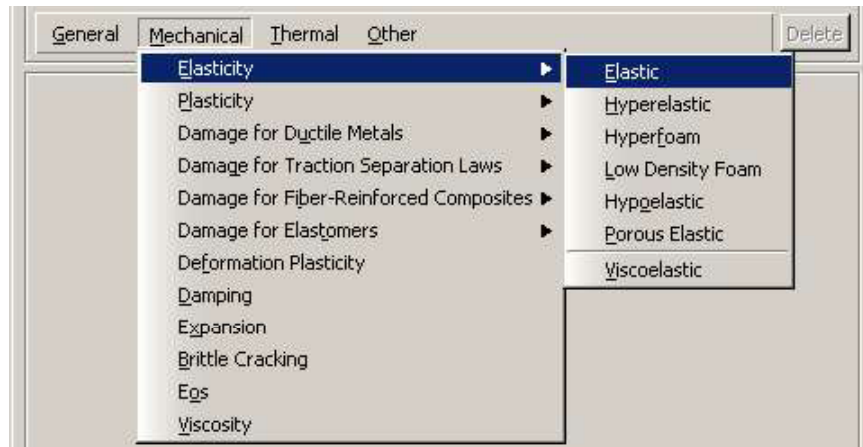 General Mechanical Thermal Other Delete
Elasticity
Plasticity
Damage for Ductile Metals
Damage for Traction Separation Laws
Damage for Fiber-Reinforced Composites
Damage for Elastomers
Deformation Plasticity
Damping
Expansion
Brittle Cracking
Eos
Viscosity
Elastic
Hyperelastic
Hyperfoam
Low Density Foam
Hypoelastic
Porous Elastic
Viscoelastic